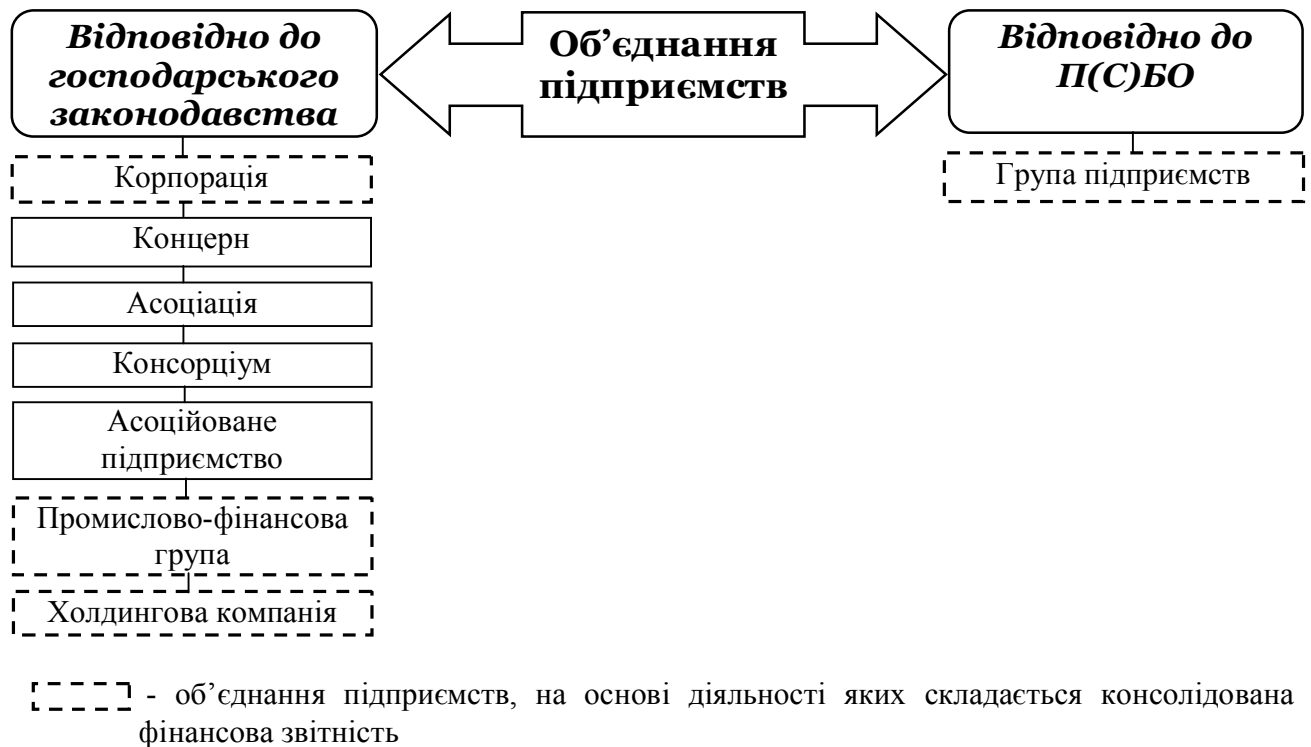 Відповідно до
господарського
законодавства
Об’єднання
підприємств
Відповідно до
П(С)БО
Корпорація
Концерн
Асоціація
Консорціум
Асоційоване
підприємство
Промислово-фінансова
група
Холдингова компанія
Група підприємств
- об’єднання підприємств, на основі діяльності яких складається консолідована
фінансова звітність